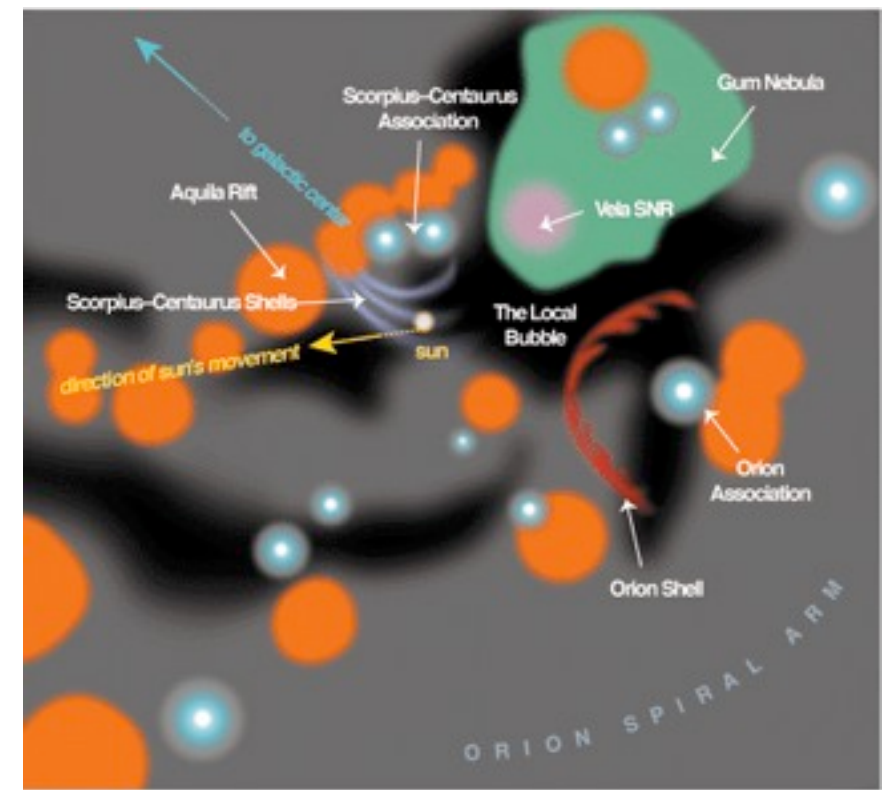 to galactic center
Scorpius–Centaurus
Association
Gum Nebula
Aquila Rift
Vela SNR
Scorpius–Centaurus Shells
The Local
Bubble
direction of sun's movement
sun
Orion
Association
Orion Shell
ORION SPIRAL ARM